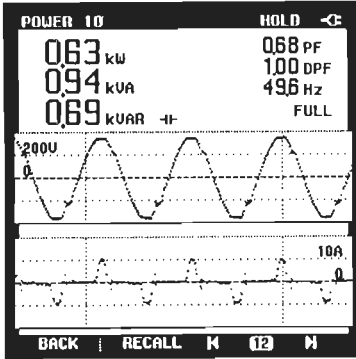 POWER 1Ø HOLD
0.63 kW 0.68 PF
0.94 kVA 1.00 DPF
0.69 kVAR 49.6 Hz
FULL
200V
0
10A
0
BACK RECALL 12